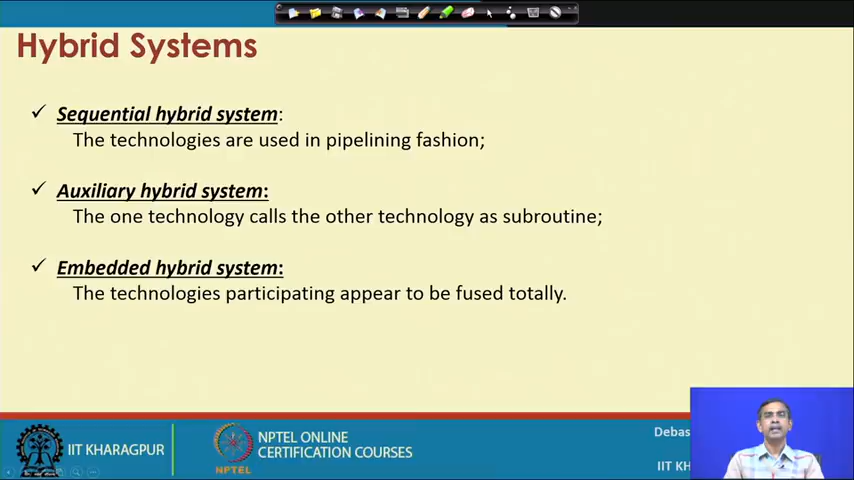 Hybrid Systems
✓ Sequential hybrid system:
The technologies are used in pipelining fashion;
✓ Auxiliary hybrid system:
The one technology calls the other technology as subroutine;
✓ Embedded hybrid system:
The technologies participating appear to be fused totally.
IIT KHARAGPUR
NPTEL
NPTEL ONLINE
CERTIFICATION COURSES
Debas
IIT KH